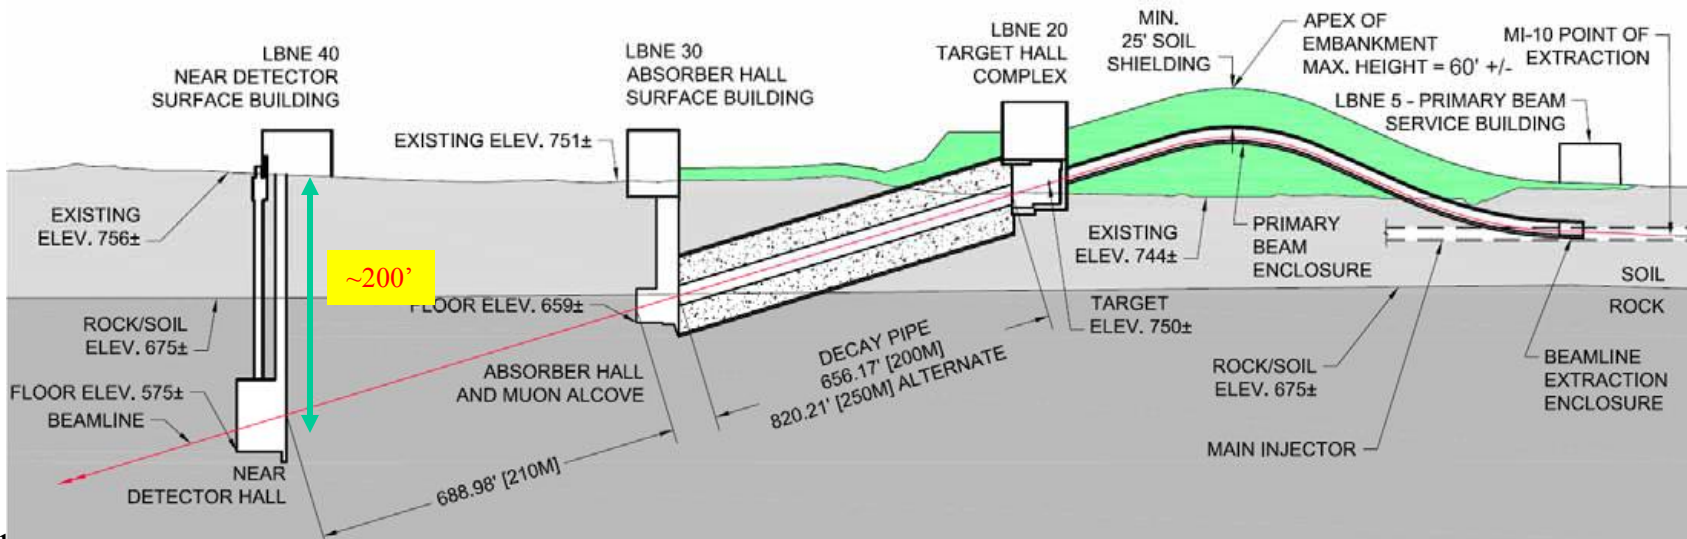 LBNE 40
NEAR DETECTOR
SURFACE BUILDING
EXISTING ELEV. 751±
LBNE 30
ABSORBER HALL
SURFACE BUILDING
LBNE 20
TARGET HALL
COMPLEX
MIN.
25' SOIL
SHIELDING
APEX OF
EMBANKMENT
MAX. HEIGHT = 60' +/-
MI-10 POINT OF
EXTRACTION
LBNE 5 - PRIMARY BEAM
SERVICE BUILDING
EXISTING
ELEV. 756±
~200’
ROCK/SOIL
ELEV. 675±
FLOOR ELEV. 575±
BEAMLINE
NEAR
DETECTOR HALL
FLOOR ELEV. 659±
ABSORBER HALL
AND MUON ALCOVE
688.98' [210M]
DECAY PIPE
656.17' [200M]
820.21' [250M] ALTERNATE
EXISTING
ELEV. 744±
TARGET
ELEV. 750±
PRIMARY
BEAM
ENCLOSURE
SOIL
ROCK
ROCK/SOIL
ELEV. 675±
MAIN INJECTOR
BEAMLINE
EXTRACTION
ENCLOSURE